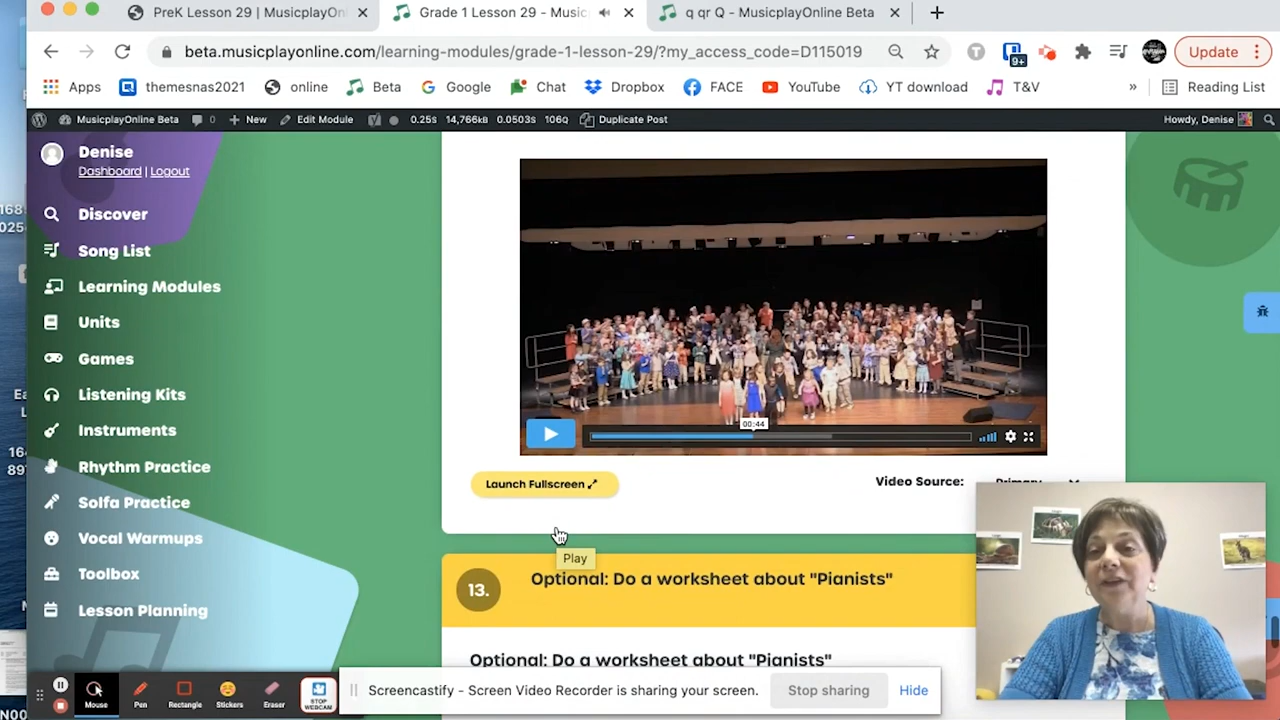 PreK Lesson 29 | MusicplayOnl
Grade 1 Lesson 29 - Music
q qr Q - MusicplayOnline Beta
beta.musicplayonline.com/learning-modules/grade-1-lesson-29/?my_access_code=D115019
9+
Update
Apps
themesnas2021
online
Beta
Google
Chat
Dropbox
FACE
YouTube
YT download
T&V
»
Reading List
MusicplayOnline Beta
0
New
Edit Module
0.25s
14,766kB
0.0503s
106Q
Duplicate Post
Howdy, Denise
Denise
Dashboard | Logout
Discover
Song List
Learning Modules
Units
Games
Listening Kits
Instruments
Rhythm Practice
Solfa Practice
Vocal Warmups
Toolbox
Lesson Planning
00:44
Launch Fullscreen
Video Source:
Primary
Play
13.
Optional: Do a worksheet about "Pianists"
Optional: Do a worksheet about "Pianists"
Mouse
Pen
Rectangle
Stickers
Eraser
STOP
WEBCAM
Screencastify - Screen Video Recorder is sharing your screen.
Stop sharing
Hide